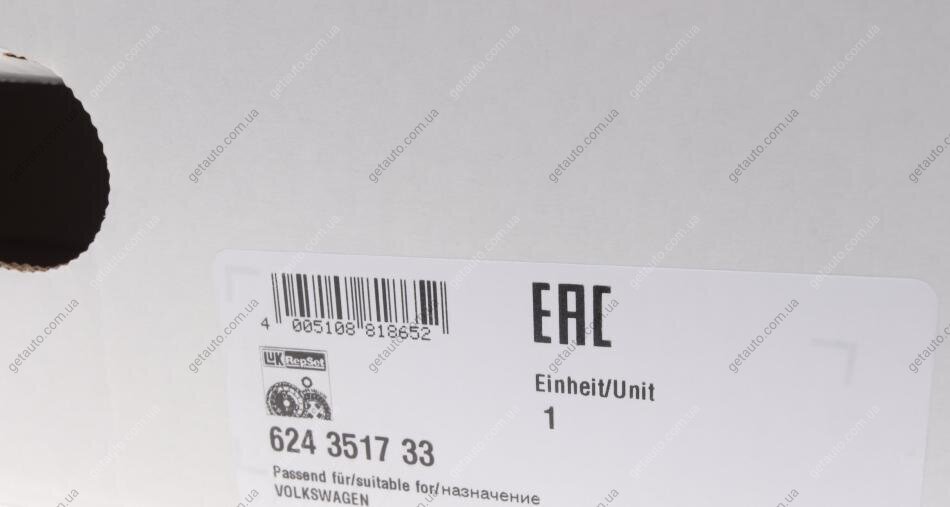 EAC
4 005108 818652
LuK RepSet
Einheit/Unit
1
624 3517 33
Passend für/suitable for/назначение
VOLKSWAGEN
getauto.com.ua